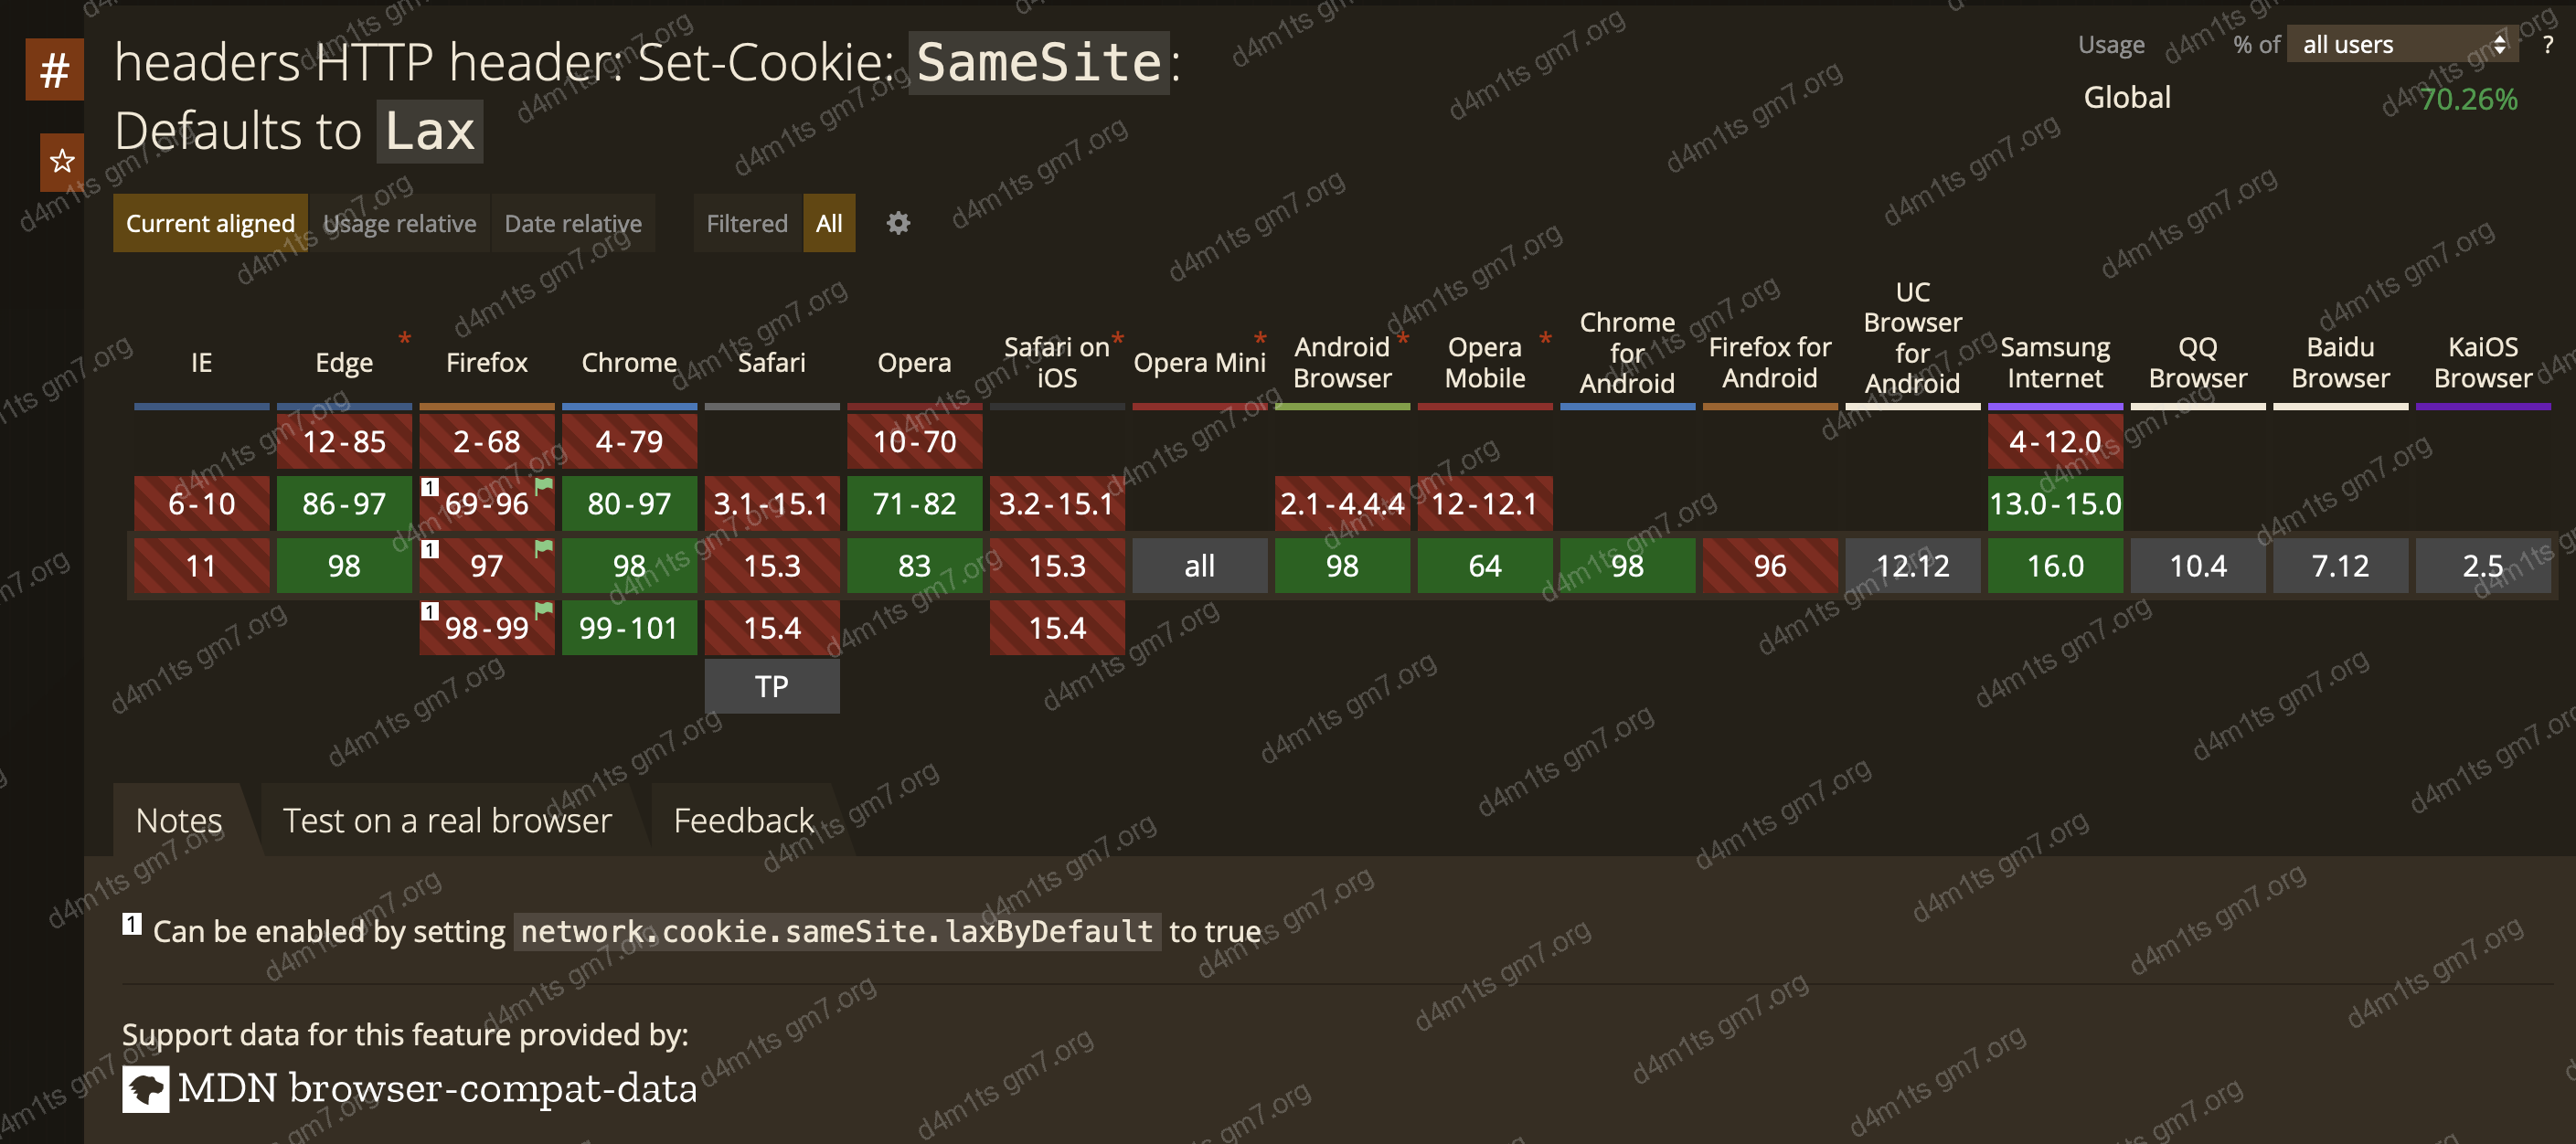 #
headers HTTP header: Set-Cookie: SameSite:
Defaults to Lax
Usage % of all users ?
Global 70.26%
Current aligned Usage relative Date relative Filtered All
IE Edge * Firefox Chrome Safari Opera Safari on iOS * Opera Mini * Android Browser * Opera Mobile * Chrome for Android Firefox for Android UC Browser for Android Samsung Internet QQ Browser Baidu Browser KaiOS Browser
12-85 2-68 4-79 10-70 4-12.0
6-10 86-97 1 69-96 80-97 3.1-15.1 71-82 3.2-15.1 2.1-4.4.4 12-12.1 13.0-15.0
11 98 1 97 98 15.3 83 15.3 all 98 64 98 96 12.12 16.0 10.4 7.12 2.5
1 98-99 99-101 15.4 15.4
TP
Notes Test on a real browser Feedback
1 Can be enabled by setting network.cookie.sameSite.laxByDefault to true
Support data for this feature provided by:
MDN browser-compat-data
d4m1ts gm7.org